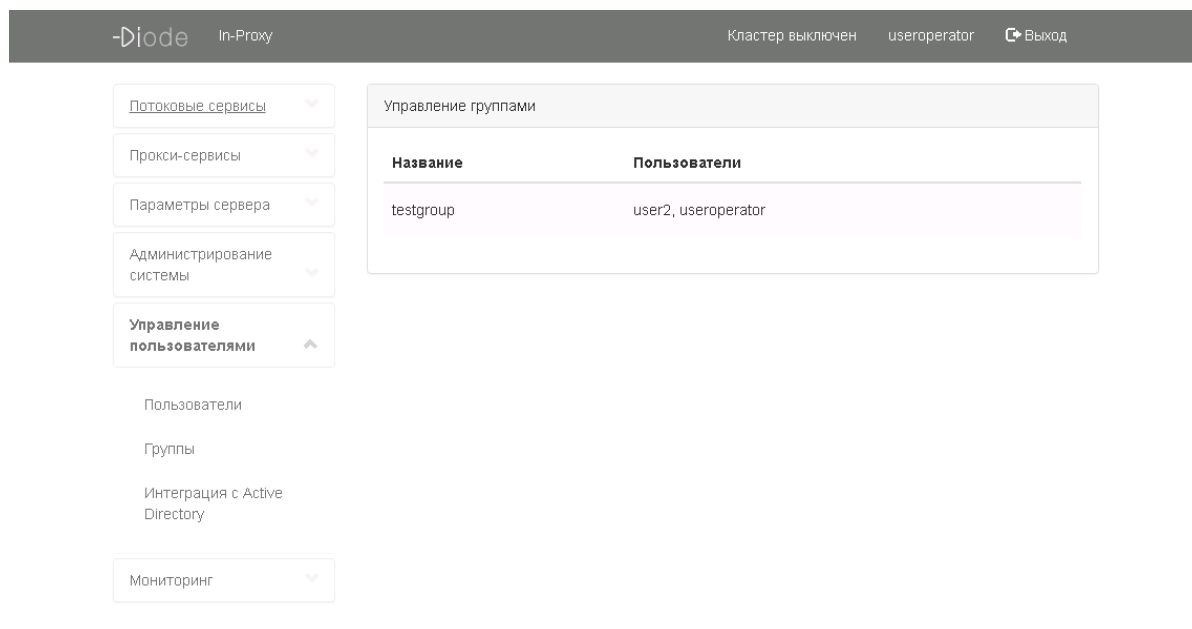 -Diode In-Proxy Кластер выключен useroperator Выход
Потоковые сервисы
Прокси-сервисы
Параметры сервера
Администрирование
системы
Управление
пользователями
Пользователи
Группы
Интеграция с Active
Directory
Мониторинг
Управление группами
Название Пользователи
testgroup user2, useroperator